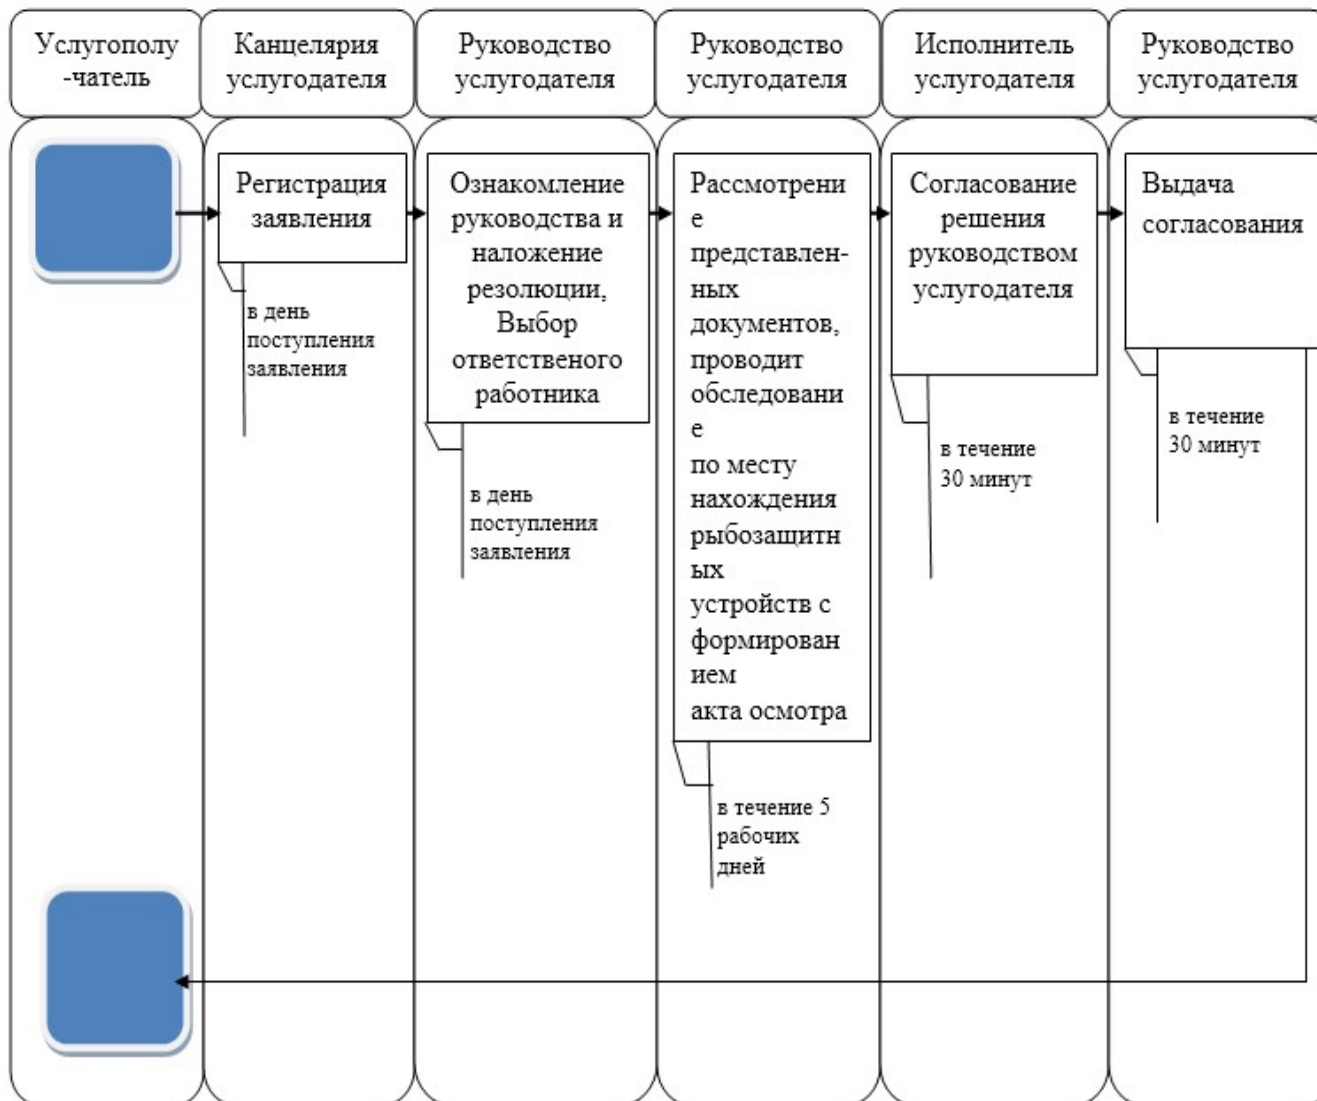 Услугополу
-чатель
Канцелярия
услугодателя
Руководство
услугодателя
Руководство
услугодателя
Исполнитель
услугодателя
Руководство
услугодателя
Регистрация
заявления
в день
поступления
заявления
Ознакомление
руководства и
наложение
резолюции,
Выбор
ответственого
работника
в день
поступления
заявления
Рассмотрени
е
представлен-
ных
документов,
проводит
обследовани
е
по месту
нахождения
рыбозащитн
ых
устройств с
формирован
ием
акта осмотра
в течение 5
рабочих
дней
Согласование
решения
руководством
услугодателя
в течение
30 минут
Выдача
согласования
в течение
30 минут